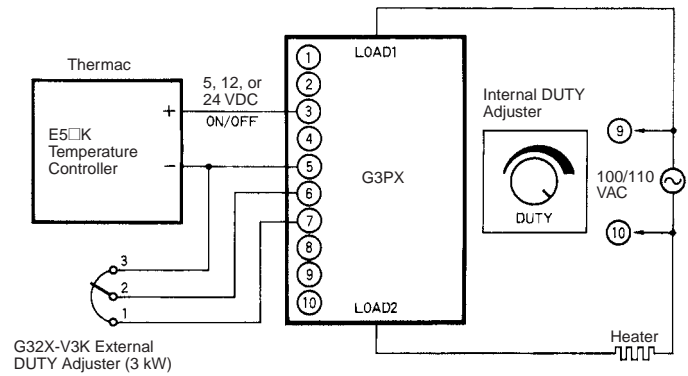 Thermac
+
E5□K
Temperature
Controller
−
5, 12, or
24 VDC
ON/OFF
LOAD1
1
2
3
4
5
6
7
8
9
10
G3PX
LOAD2
Internal DUTY
Adjuster
DUTY
9
100/110
VAC
10
Heater
3
2
1
G32X-V3K External
DUTY Adjuster (3 kW)